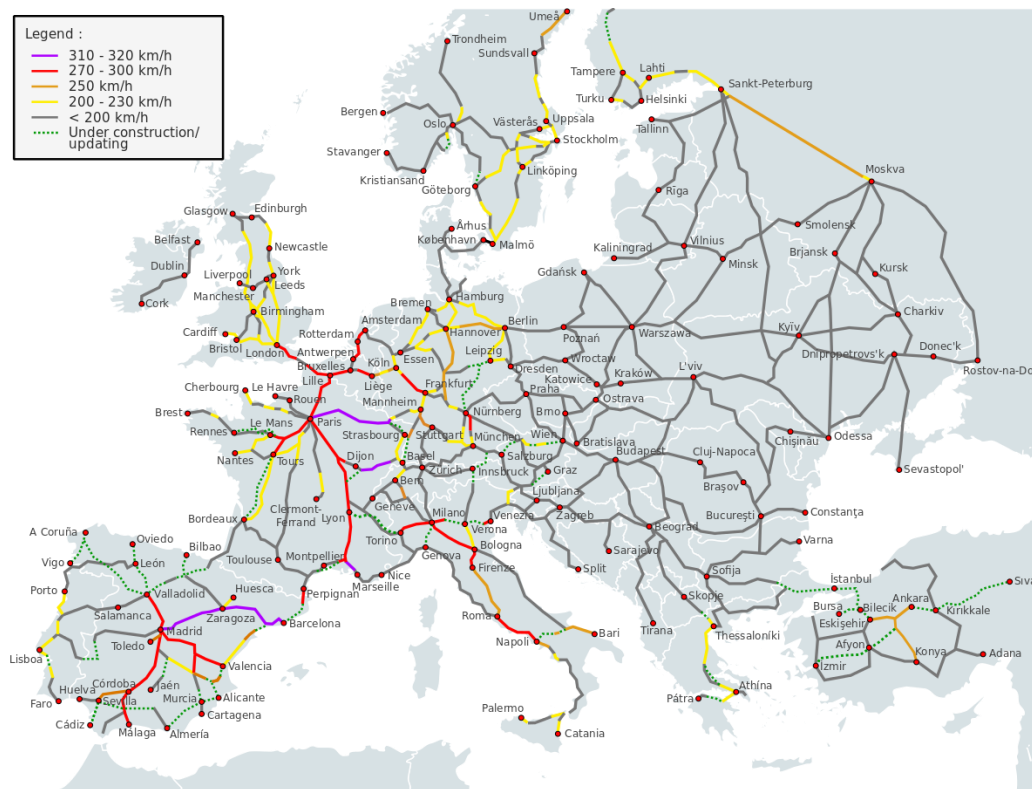 Legend :
310 - 320 km/h
270 - 300 km/h
250 km/h
200 - 230 km/h
< 200 km/h
Under construction/
updating
Umeå
Trondheim
Sundsvall
Tampere
Lahti
Sankt-Peterburg
Turku
Helsinki
Bergen
Oslo
Västerås
Uppsala
Stockholm
Tallinn
Stavanger
Kristiansand
Linköping
Göteborg
Moskva
Rīga
Glasgow
Edinburgh
Århus
København
Malmö
Smolensk
Belfast
Newcastle
Kaliningrad
Vilnius
Minsk
Brjansk
Dublin
Liverpool
York
Leeds
Manchester
Gdańsk
Kursk
Cork
Birmingham
Bremen
Hamburg
Amsterdam
Berlin
Charkiv
Cardiff
Rotterdam
Hannover
Poznań
Warszawa
Kyïv
Bristol
London
Antwerpen
Bruxelles
Köln
Essen
Leipzig
Wrocław
Dnipropetrovs'k
Donec'k
Lille
Dresden
Rostov-na-Do
Cherbourg
Le Havre
Liège
Frankfurt
Praha
Katowice
Kraków
L'viv
Rouen
Mannheim
Ostrava
Brest
Le Mans
Paris
Nürnberg
Brno
Rennes
Strasbourg
Stuttgart
München
Wien
Bratislava
Chişinău
Odessa
Nantes
Tours
Dijon
Basel
Zürich
Salzburg
Budapest
Cluj-Napoca
Sevastopol'
Bern
Innsbruck
Graz
Braşov
Clermont-
Ferrand
Genève
Ljubljana
Bordeaux
Lyon
Milano
Venezia
Zagreb
Bucureşti
Constanţa
A Coruña
Oviedo
Bilbao
Torino
Verona
Beograd
Varna
Toulouse
Montpellier
Genova
Bologna
Sarajevo
Vigo
León
Nice
Firenze
Split
Sofija
Marseille
İstanbul
Sıva
Porto
Valladolid
Huesca
Perpignan
Skopje
Bursa
Bilecik
Ankara
Kırıkkale
Salamanca
Zaragoza
Barcelona
Roma
Tirana
Thessaloníki
Eskişehir
Madrid
Bari
Toledo
Napoli
Afyon
Lisboa
Valencia
İzmir
Konya
Adana
Córdoba
Jaén
Huelva
Sevilla
Murcia
Alicante
Pátra
Athína
Faro
Cartagena
Palermo
Cádiz
Málaga
Almería
Catania